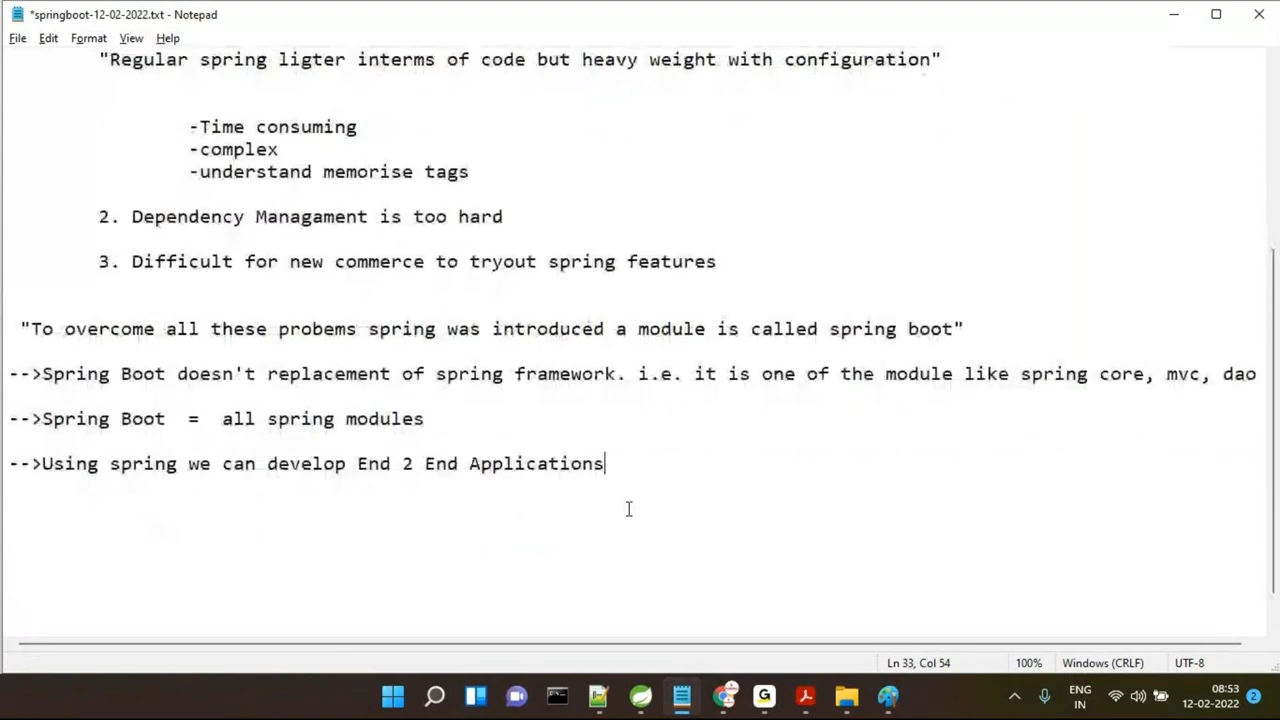 *springboot-12-02-2022.txt - Notepad
File Edit Format View Help
"Regular spring ligter interms of code but heavy weight with configuration"
-Time consuming
-complex
-understand memorise tags
2. Dependency Managament is too hard
3. Difficult for new commerce to tryout spring features
"To overcome all these probems spring was introduced a module is called spring boot"
-->Spring Boot doesn't replacement of spring framework. i.e. it is one of the module like spring core, mvc, dao
-->Spring Boot = all spring modules
-->Using spring we can develop End 2 End Applications
Ln 33, Col 54 100% Windows (CRLF) UTF-8
G
ENG
IN
08:53
12-02-2022
2